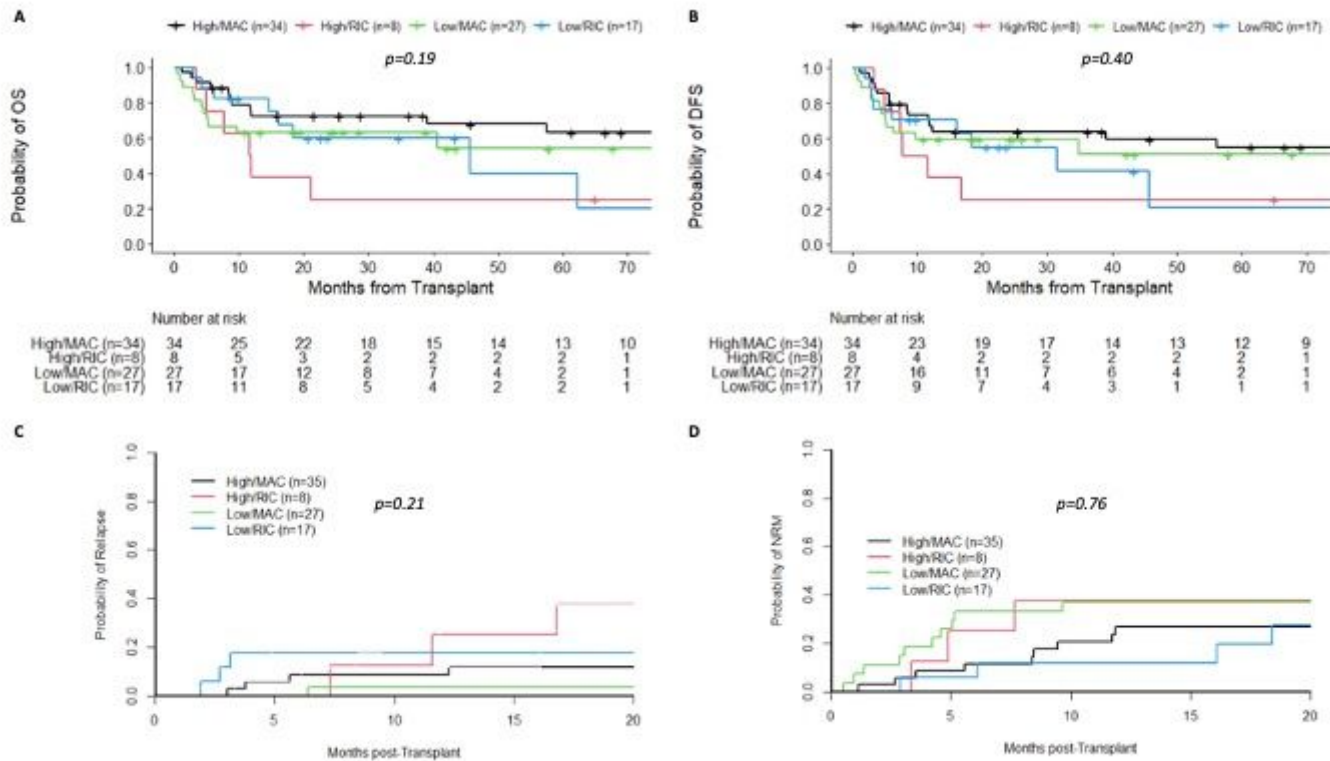 A
High/MAC (n=34) High/RIC (n=8) Low/MAC (n=27) Low/RIC (n=17)
p=0.19
Probability of OS
1.0
0.8
0.6
0.4
0.2
0.0
0 10 20 30 40 50 60 70
Months from Transplant
Number at risk
High/MAC (n=34) 34 25 22 18 15 14 13 10
High/RIC (n=8) 8 5 3 2 2 2 2 1
Low/MAC (n=27) 27 17 12 8 7 4 2 1
Low/RIC (n=17) 17 11 8 5 4 2 2 1
B
High/MAC (n=34) High/RIC (n=8) Low/MAC (n=27) Low/RIC (n=17)
p=0.40
Probability of DFS
1.0
0.8
0.6
0.4
0.2
0.0
0 10 20 30 40 50 60 70
Months from Transplant
Number at risk
High/MAC (n=34) 34 23 19 17 14 13 12 9
High/RIC (n=8) 8 4 2 2 2 2 2 1
Low/MAC (n=27) 27 16 11 7 6 4 2 1
Low/RIC (n=17) 17 9 7 4 3 1 1 1
C
High/MAC (n=35)
High/RIC (n=8)
Low/MAC (n=27)
Low/RIC (n=17)
p=0.21
Probability of Relapse
1.0
0.8
0.6
0.4
0.2
0.0
0 5 10 15 20
Months post-Transplant
D
p=0.76
High/MAC (n=35)
High/RIC (n=8)
Low/MAC (n=27)
Low/RIC (n=17)
Probability of NRM
1.0
0.8
0.6
0.4
0.2
0.0
0 5 10 15 20
Months post-Transplant